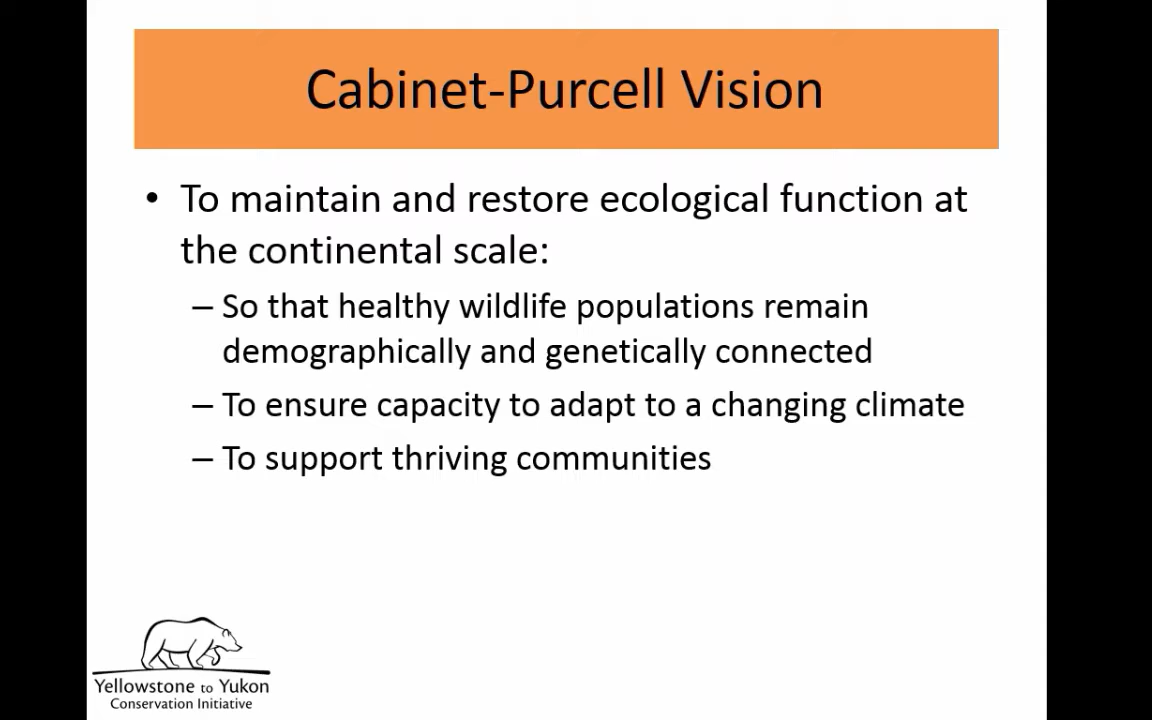 Cabinet-Purcell Vision
• To maintain and restore ecological function at
the continental scale:
– So that healthy wildlife populations remain
demographically and genetically connected
– To ensure capacity to adapt to a changing climate
– To support thriving communities
Yellowstone to Yukon
Conservation Initiative